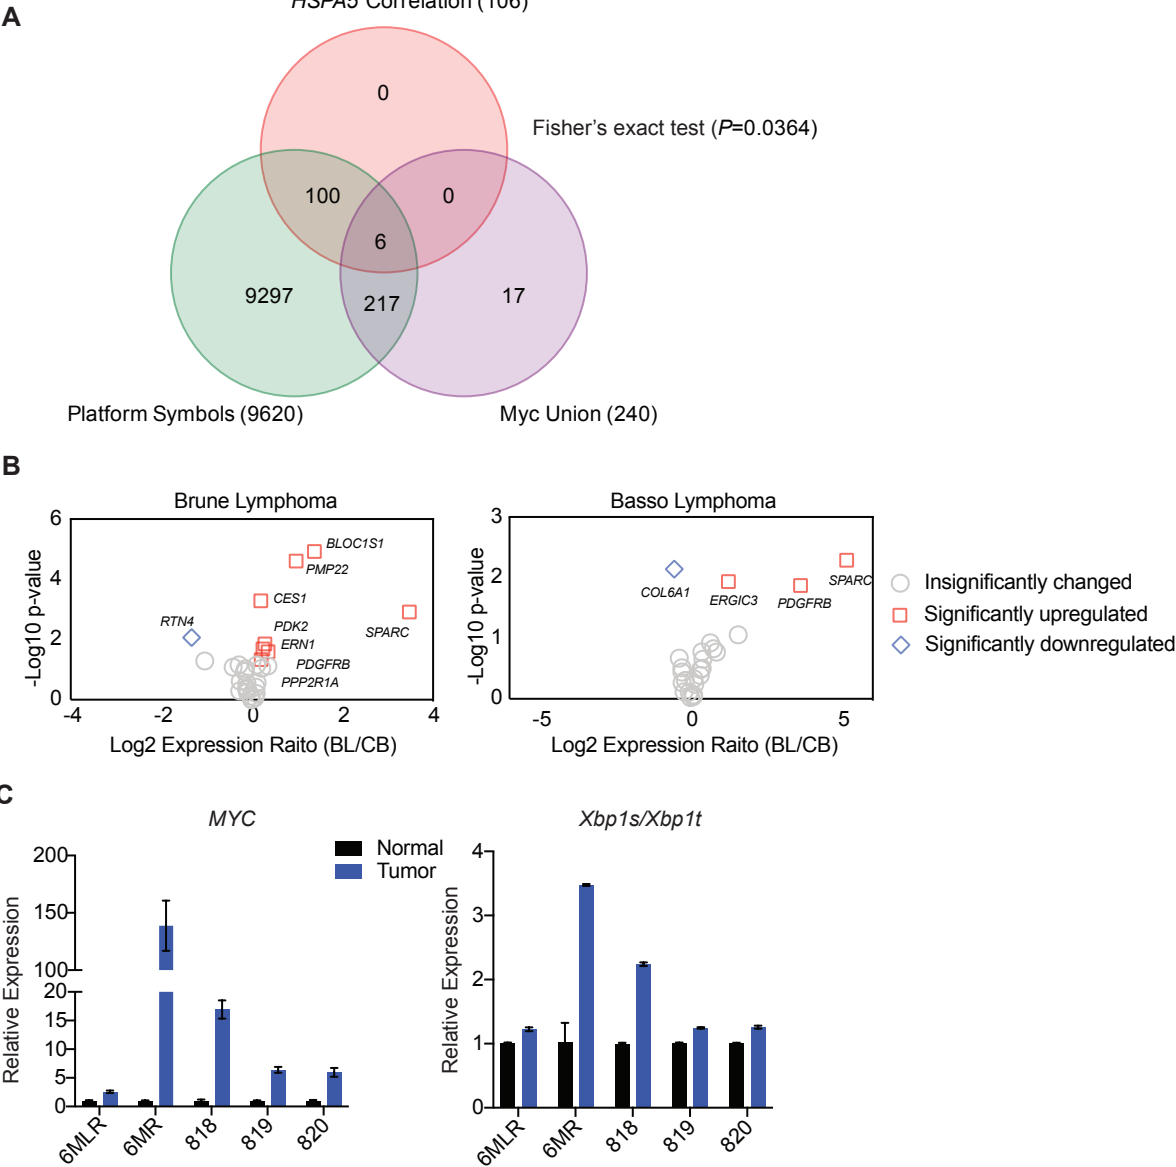 A
HSPA5 Correlation (106)
0
Fisher's exact test (P=0.0364)
100
0
6
9297
217
17
Platform Symbols (9620)
Myc Union (240)
B
Brune Lymphoma
Basso Lymphoma
6
4
2
0
-Log10 p-value
BLOC1S1
PMP22
CES1
PDK2
RTN4
ERN1
SPARC
PDGFRB
PPP2R1A
-4
-2
0
2
4
Log2 Expression Raito (BL/CB)
3
2
1
0
-Log10 p-value
COL6A1
ERGIC3
PDGFRB
SPARC
-5
0
5
Log2 Expression Raito (BL/CB)
Insignificantly changed
Significantly upregulated
Significantly downregulated
C
MYC
Xbp1s/Xbp1t
Normal
Tumor
200
150
100
20
15
10
5
0
Relative Expression
6MLR
6MR
818
819
820
4
3
2
1
0
Relative Expression
6MLR
6MR
818
819
820